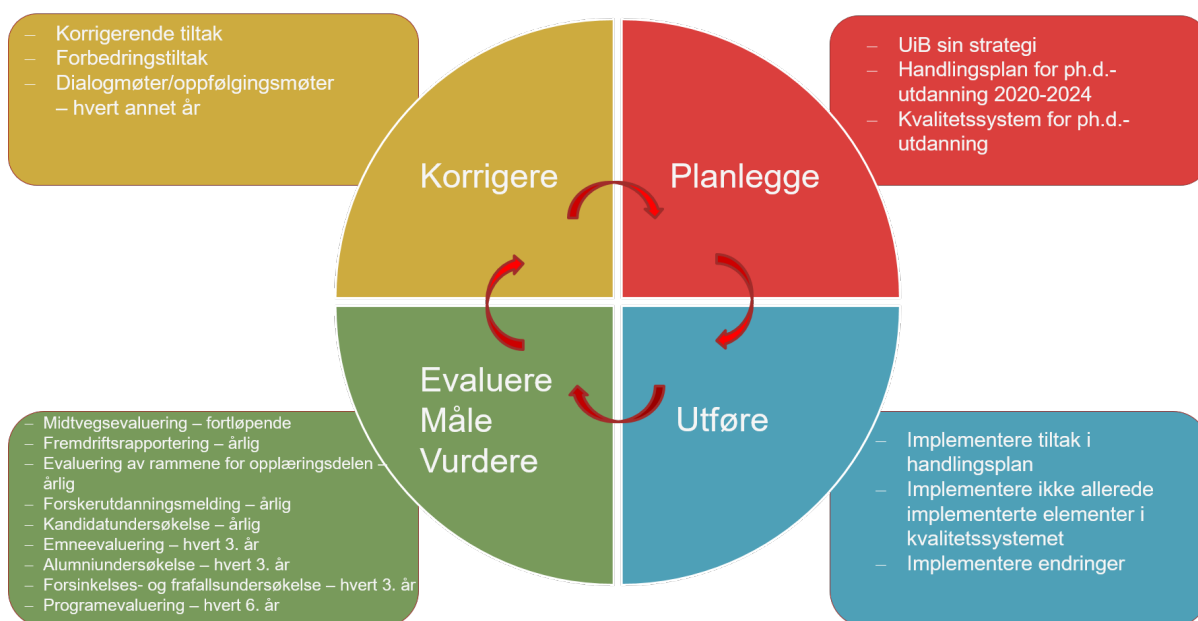 – Korrigerende tiltak
– Forbedringstiltak
– Dialogmøter/oppfølgingsmøter
– hvert annet år
– UiB sin strategi
– Handlingsplan for ph.d.-
utdanning 2020-2024
– Kvalitetssystem for ph.d.-
utdanning
Korrigere
Planlegge
Evaluere
Måle
Vurdere
Utføre
– Midtvegsevaluering – fortløpende
– Fremdriftsrapportering – årlig
– Evaluering av rammene for opplæringsdelen –
årlig
– Forskerutdanningsmelding – årlig
– Kandidatundersøkelse – årlig
– Emneevaluering – hvert 3. år
– Alumniundersøkelse – hvert 3. år
– Forsinkelses- og frafallsundersøkelse – hvert 3. år
– Programevaluering – hvert 6. år
– Implementere tiltak i
handlingsplan
– Implementere ikke allerede
implementerte elementer i
kvalitetssystemet
– Implementere endringer